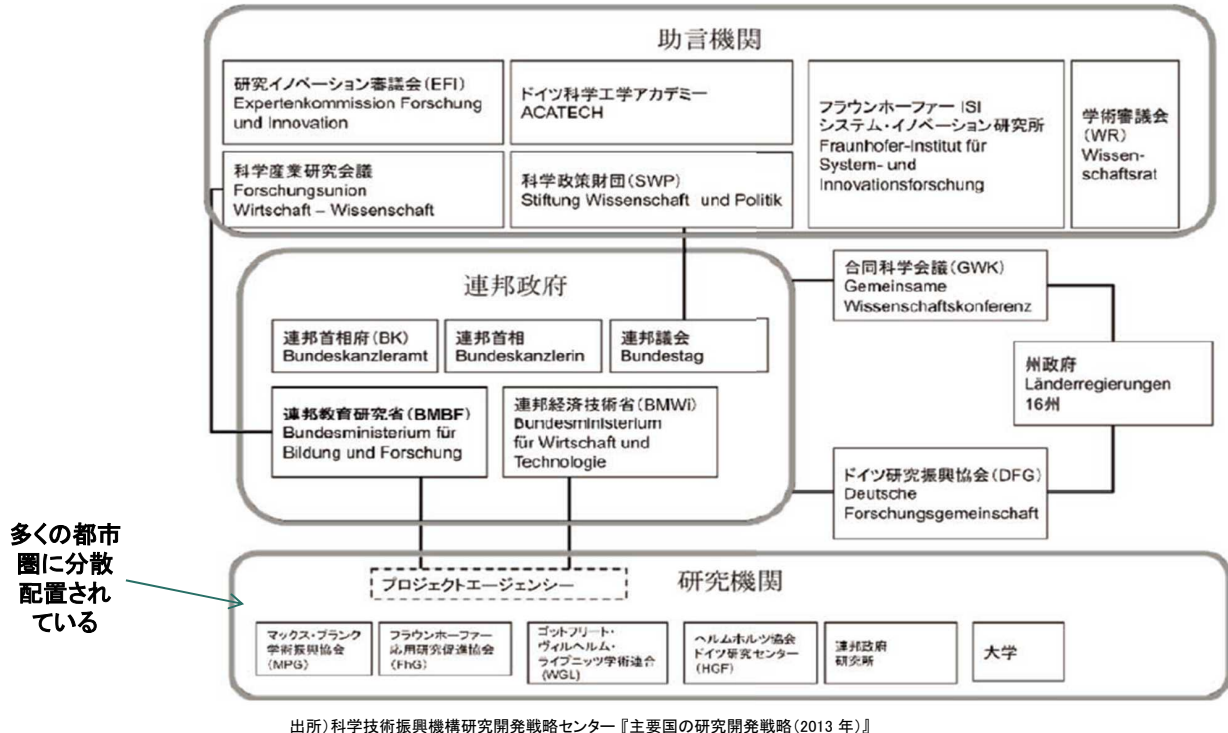 助言機関
研究イノベーション審議会(EFI)
Expertenkommission Forschung
und Innovation
ドイツ科学工学アカデミー
ACATECH
フラウンホーファー ISI
システム・イノベーション研究所
Fraunhofer-Institut für
System- und
Innovationsforschung
学術審議会
(WR)
Wissen-
schaftsrat
科学産業研究会議
Forschungsunion
Wirtschaft – Wissenschaft
科学政策財団(SWP)
Stiftung Wissenschaft und Politik
連邦政府
連邦首相府(BK)
Bundeskanzleramt
連邦首相
Bundeskanzlerin
連邦議会
Bundestag
連邦教育研究省(BMBF)
Bundesministerium für
Bildung und Forschung
連邦経済技術省(BMWi)
Bundesministerium
für Wirtschaft und
Technologie
合同科学会議(GWK)
Gemeinsame
Wissenschaftskonferenz
州政府
Länderregierungen
16州
ドイツ研究振興協会(DFG)
Deutsche
Forschungsgemeinschaft
多くの都市
圏に分散
配置され
ている
プロジェクトエージェンシー
研究機関
マックス・プランク
学術振興協会
(MPG)
フラウンホーファー
応用研究促進協会
(FhG)
ゴットフリート・
ヴィルヘルム・
ライプニッツ学術連合
(WGL)
ヘルムホルツ協会
ドイツ研究センター
(HGF)
連邦政府
研究所
大学
出所)科学技術振興機構研究開発戦略センター『主要国の研究開発戦略(2013 年)』